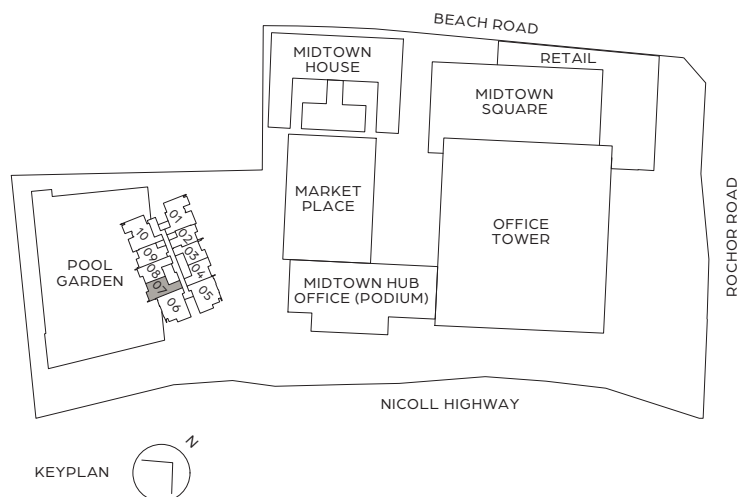 BEACH ROAD
MIDTOWN
HOUSE
RETAIL
MIDTOWN
SQUARE
ROCHOR ROAD
MARKET
PLACE
OFFICE
TOWER
01
02
03
04
05
10
09
08
07
06
POOL
GARDEN
MIDTOWN HUB
OFFICE (PODIUM)
NICOLL HIGHWAY
N
KEYPLAN